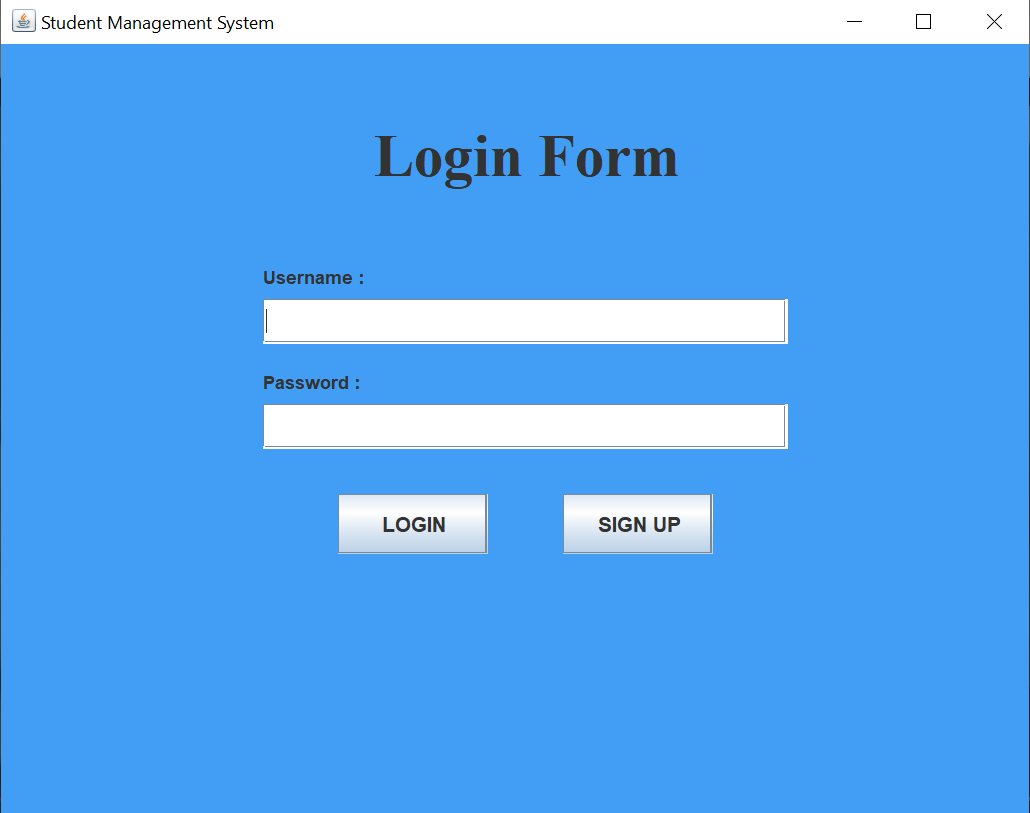 Student Management System
Login Form
Username :
Password :
LOGIN SIGN UP